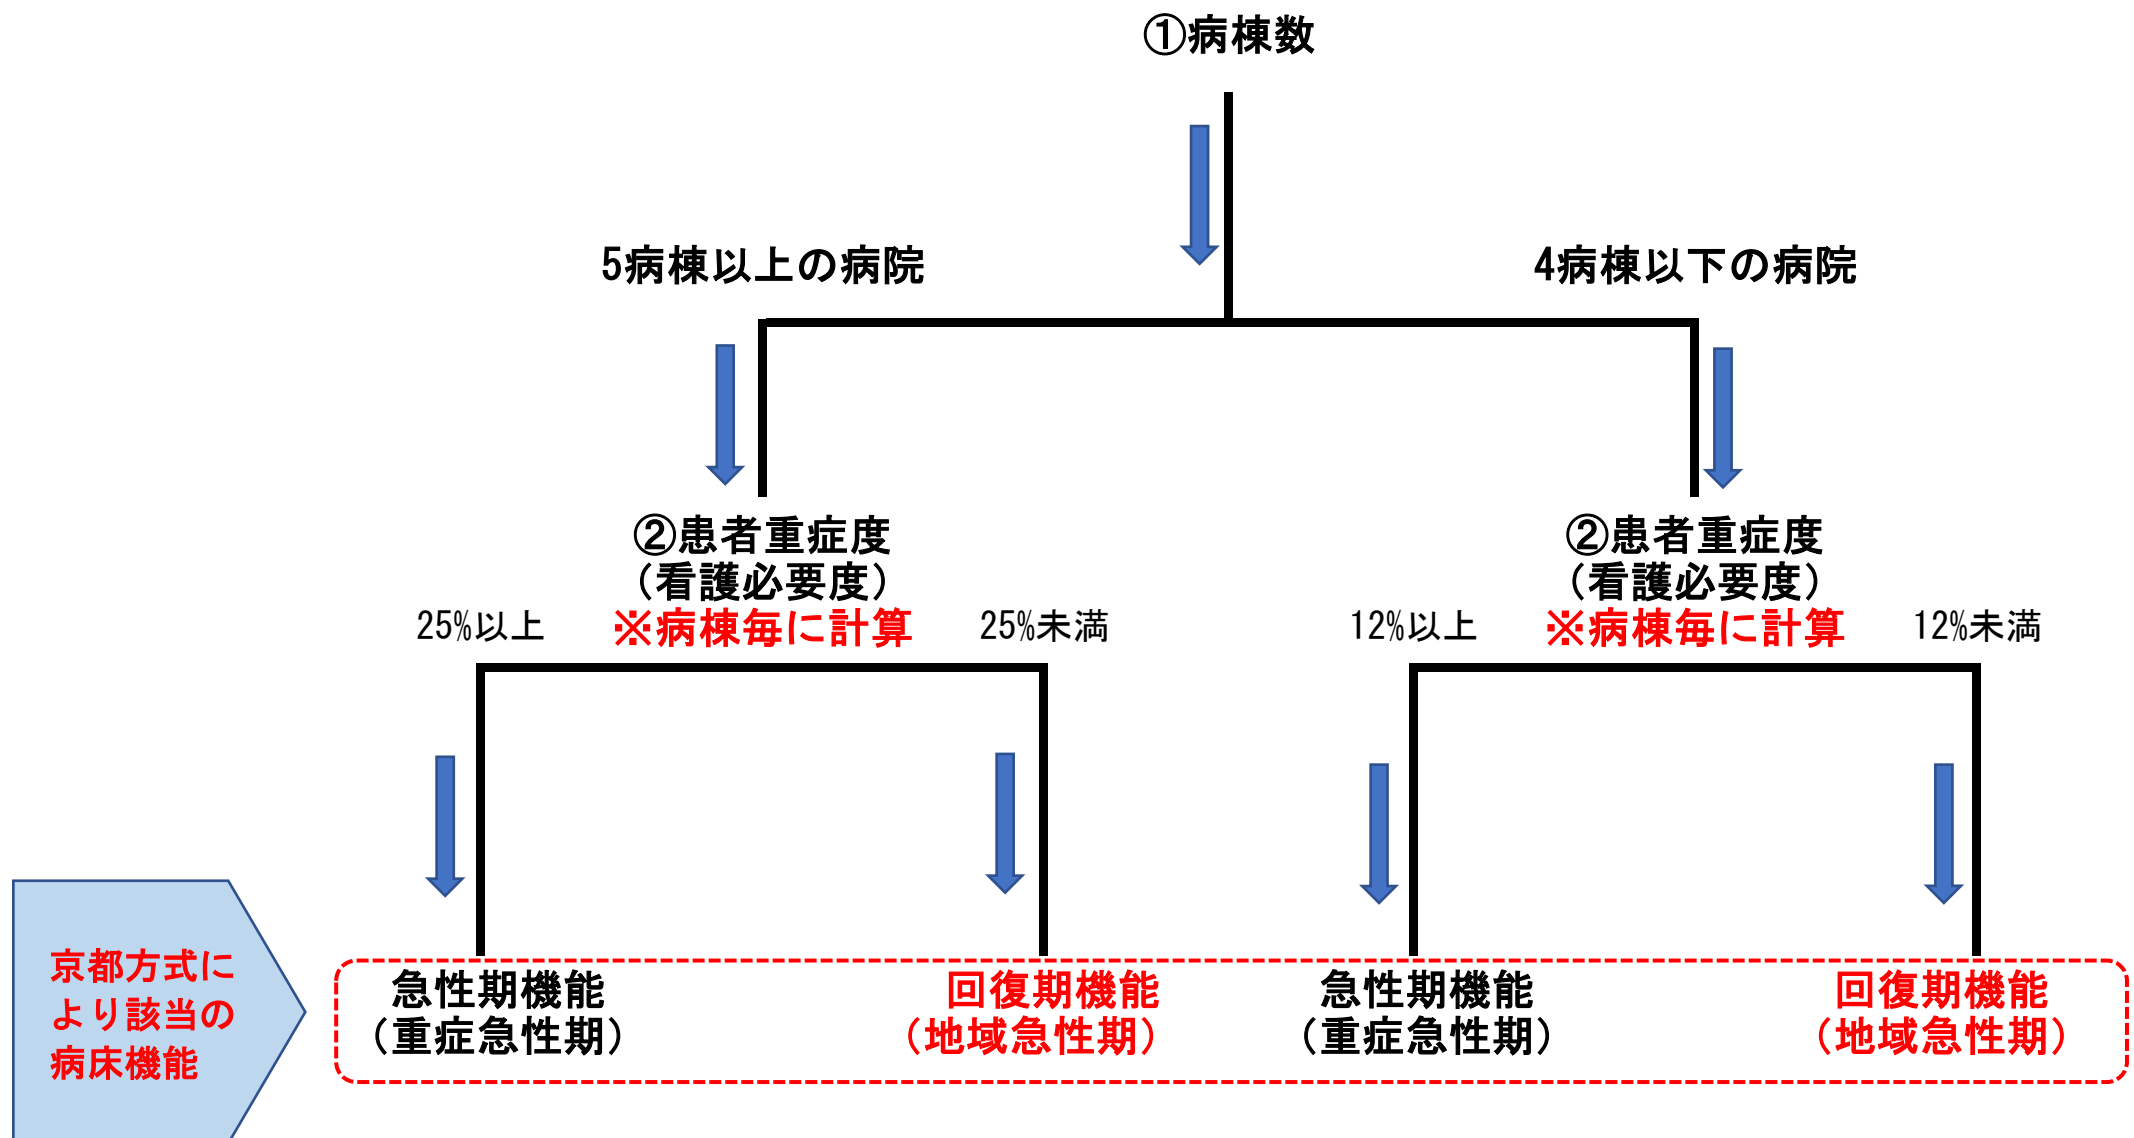 ①病棟数
5病棟以上の病院
4病棟以下の病院
②患者重症度
(看護必要度)
※病棟毎に計算
25%以上
25%未満
②患者重症度
(看護必要度)
※病棟毎に計算
12%以上
12%未満
京都方式に
より該当の
病床機能
急性期機能
(重症急性期)
回復期機能
(地域急性期)
急性期機能
(重症急性期)
回復期機能
(地域急性期)